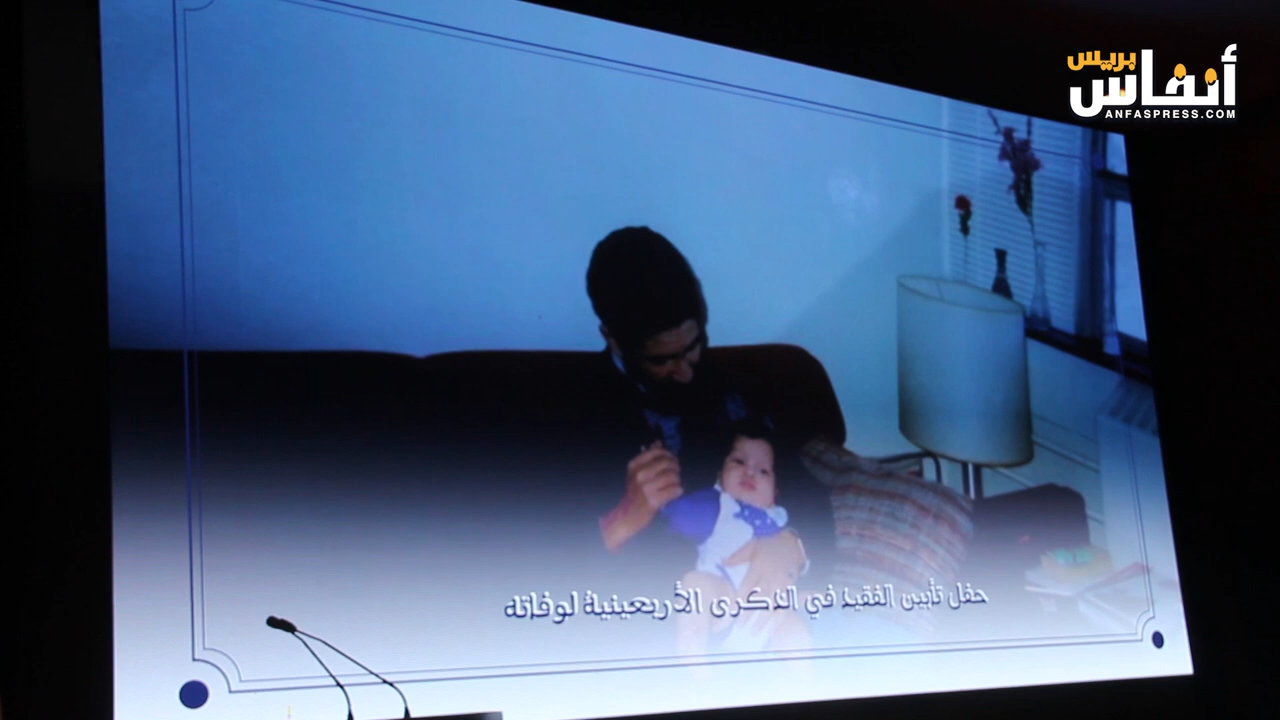 بريس
أنفاس
ANFASPRESS.COM
حفل تأبين الفقيد في الذكرى الأربعينية لوفاته